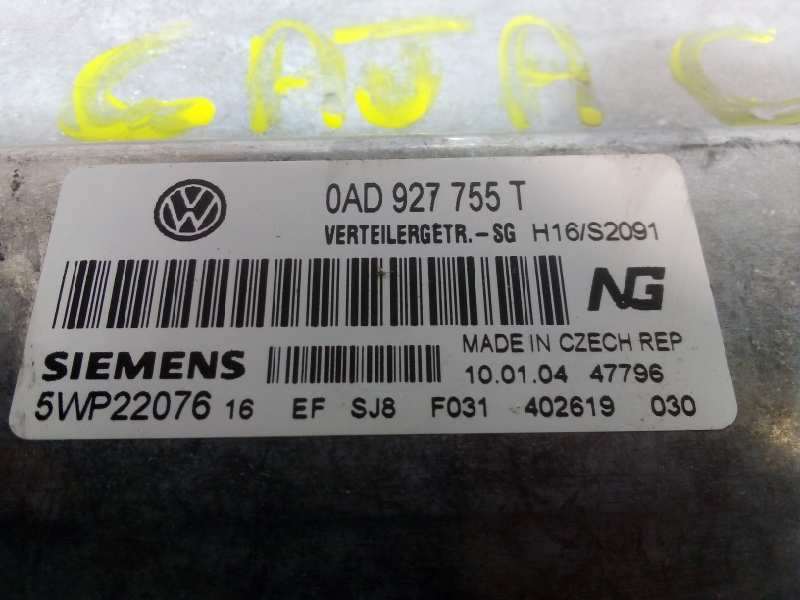 CAJA C
VW
0AD 927 755 T
VERTEILERGETR.-SG H16/S2091
NG
MADE IN CZECH REP
SIEMENS 10.01.04 47796
5WP22076 16 EF SJ8 F031 402619 030